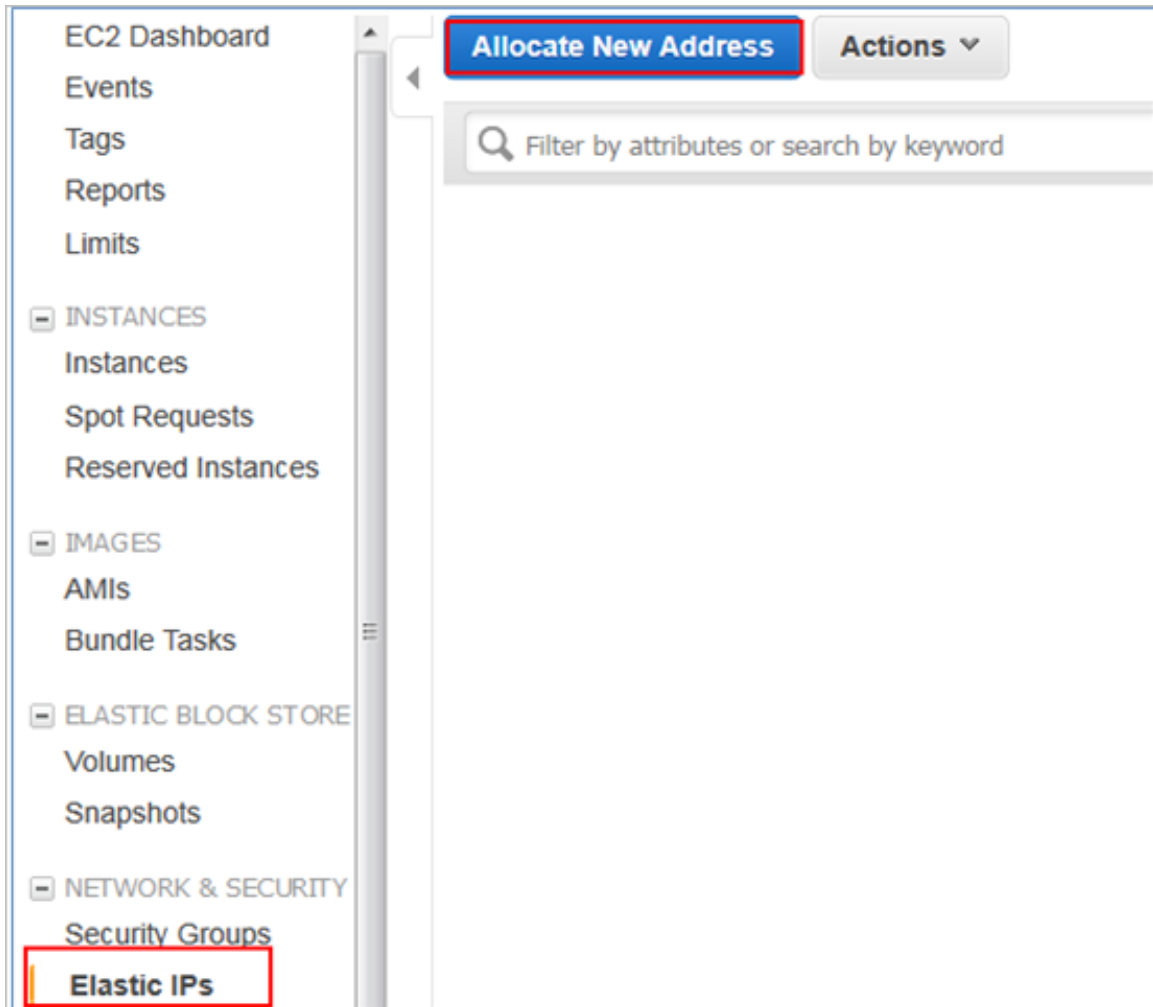 EC2 Dashboard
Events
Tags
Reports
Limits
INSTANCES
Instances
Spot Requests
Reserved Instances
IMAGES
AMIs
Bundle Tasks
ELASTIC BLOCK STORE
Volumes
Snapshots
NETWORK & SECURITY
Security Groups
Elastic IPs
Allocate New Address
Actions
Filter by attributes or search by keyword